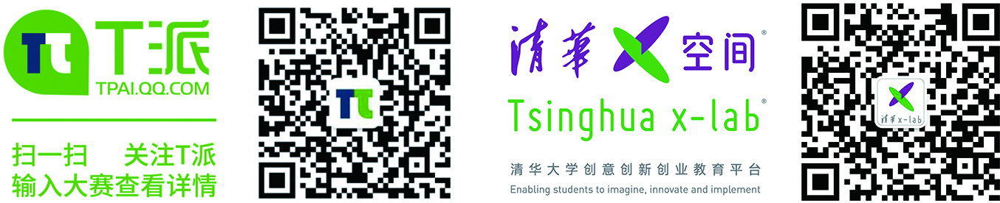 T派
TPAI.QQ.COM
扫一扫 关注T派
输入大赛查看详情
清華 空间®
Tsinghua x-lab®
清华大学创意创新创业教育平台
Enabling students to imagine, innovate and implement
清華 x-lab